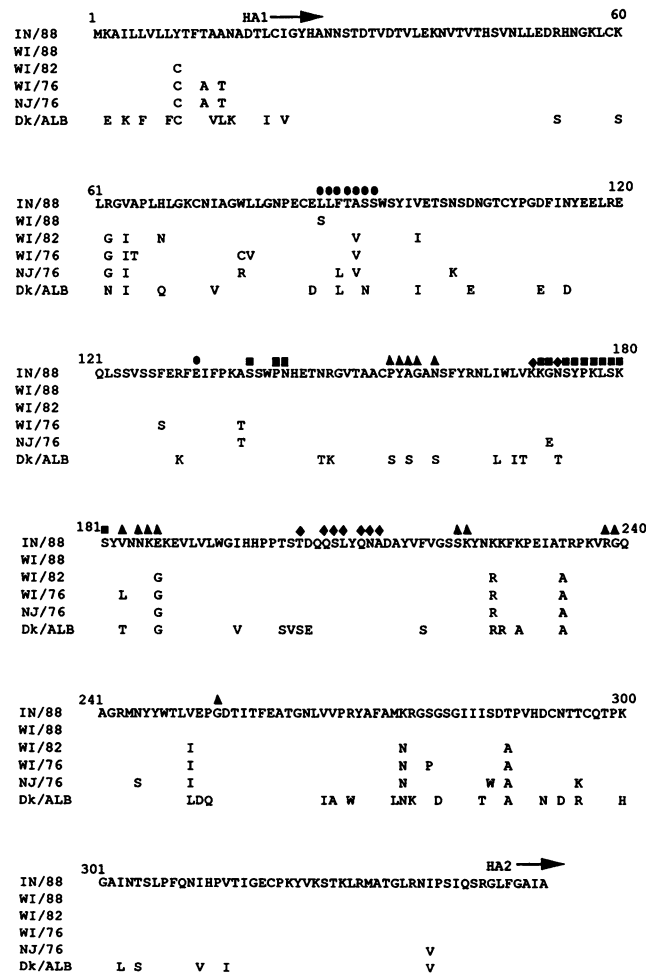 HA1
1 60
IN/88 MKAILLVLLYTFTAANADTLCIGYHANNSTDTVDTVLEKNVTVTHSVNLLEDRHNGKLCK
WI/88
WI/82 C
WI/76 C A T
NJ/76 C A T
Dk/ALB E K F FC VLK I V S S
61 120
IN/88 LRGVAPLHLGKCNIAGWLLGNPECELLFTASSWSYIVETSNSDNGTCYPGDFINYEELRE
WI/88 S
WI/82 G I N V I
WI/76 G IT CV V
NJ/76 G I R L V K
Dk/ALB N I Q I D L N I E E D
121 180
IN/88 QLSSVSSFERFEIFPKASSWPNHETNRGVTAACPYAGANSFYRNLIWLVKKGNSYPKLSK
WI/88
WI/82
WI/76 S T
NJ/76 T E
Dk/ALB K TK S S S L IT T
181 240
IN/88 SYVNNKEKEVLVLWGIHHPPTSTDQQSLYQNADAYVFVGSSKYNKKFKPEIATRPKVRGQ
WI/88
WI/82 G R A
WI/76 L G R A
NJ/76 G R A
Dk/ALB T G V SVSE S RR A A
241 300
IN/88 AGRMNYYWTLVEPGDTITFEATGNLVVPRYAFAMKRGSGSGIIISDTPVHDCNTTCQTPK
WI/88
WI/82 I N A
WI/76 I N P A
NJ/76 S I N W A K
Dk/ALB LDQ IA W LNK D T A N D R H
301
HA2
IN/88 GAINTSLPFQNIHPVTIGECPKYVKSTKLRMATGLRNIPSIQSRGLFGAIA
WI/88
WI/82
WI/76
NJ/76 V
Dk/ALB L S V I V